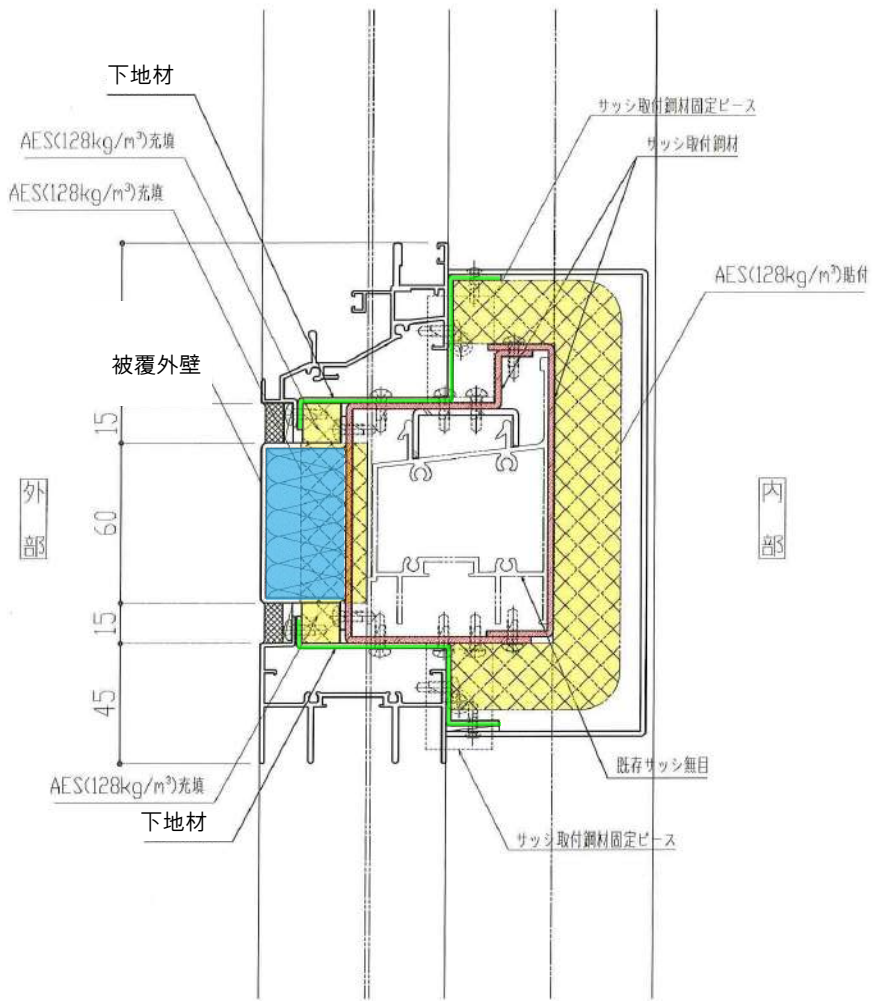 下地材
サッシ取付鋼材固定ピース
AES(128kg/m³)充填
サッシ取付鋼材
AES(128kg/m³)充填
AES(128kg/m³)貼付
被覆外壁
15
外部
60
内部
15
45
既存サッシ無目
AES(128kg/m³)充填
下地材
サッシ取付鋼材固定ピース